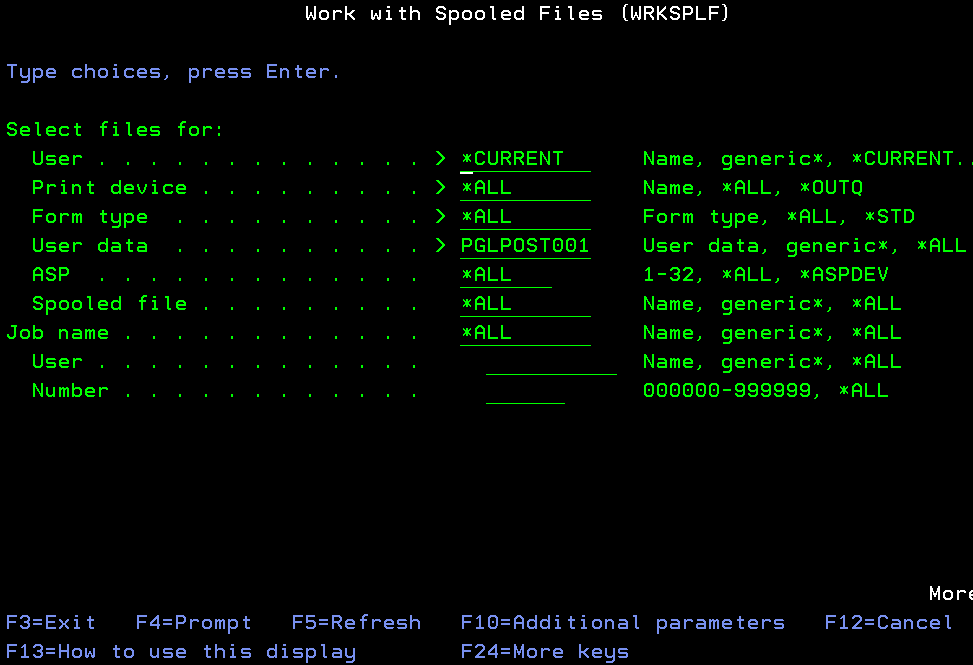 Work with Spooled Files (WRKSPLF)
Type choices, press Enter.
Select files for:
User . . . . . . . . . . . . . > *CURRENT Name, generic*, *CURRENT..
Print device . . . . . . . . . > *ALL Name, *ALL, *OUTQ
Form type . . . . . . . . . . > *ALL Form type, *ALL, *STD
User data . . . . . . . . . . > PGLPOST001 User data, generic*, *ALL
ASP . . . . . . . . . . . . . *ALL 1-32, *ALL, *ASPDEV
Spooled file . . . . . . . . . *ALL Name, generic*, *ALL
Job name . . . . . . . . . . . . *ALL Name, generic*, *ALL
User . . . . . . . . . . . . . Name, generic*, *ALL
Number . . . . . . . . . . . . 000000-999999, *ALL
More
F3=Exit F4=Prompt F5=Refresh F10=Additional parameters F12=Cancel
F13=How to use this display F24=More keys